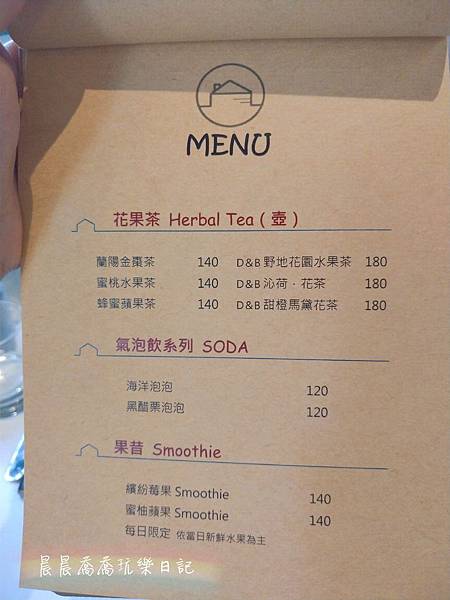 MENU
花果茶 Herbal Tea ( 壺 )
蘭陽金棗茶 140 D&B 野地花園水果茶 180
蜜桃水果茶 140 D&B 沁荷．花茶 180
蜂蜜蘋果茶 140 D&B 甜橙馬黛花茶 180
氣泡飲系列 SODA
海洋泡泡 120
黑醋栗泡泡 120
果昔 Smoothie
繽紛莓果 Smoothie 140
蜜柚蘋果 Smoothie 140
每日限定 依當日新鮮水果為主
晨晨喬喬玩樂日記